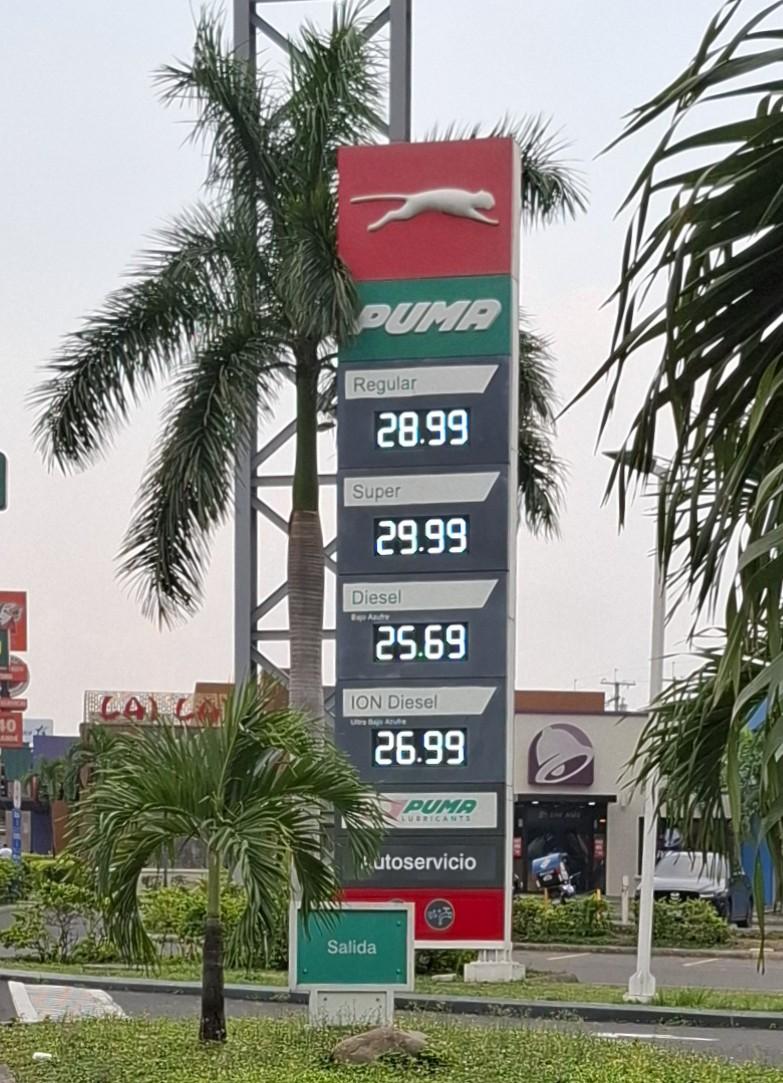 PUMA
Regular
28.99
Super
29.99
Diesel
Bajo Azufre
25.69
ION Diesel
Ultra Bajo Azufre
26.99
PUMA
LUBRICANTS
Autoservicio
Salida
40